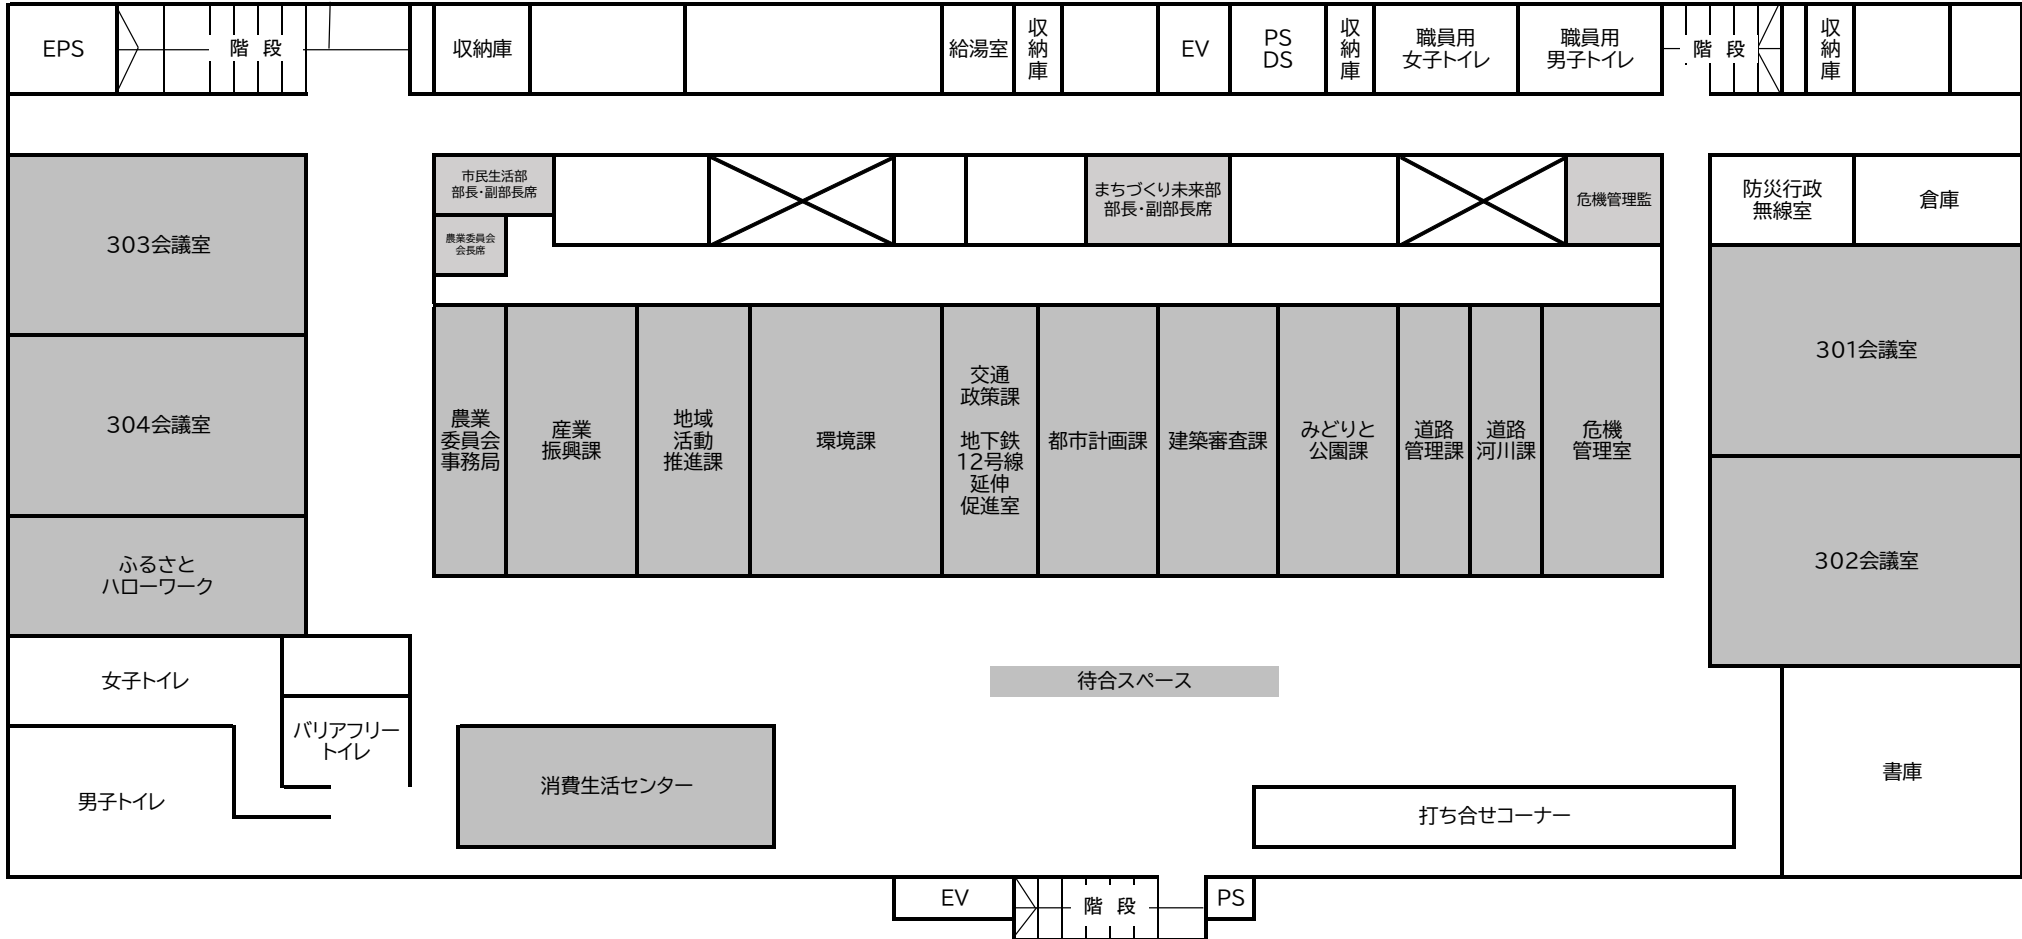 EPS
階 段
収納庫
給湯室
収納庫
EV
PS
DS
収納庫
職員用
女子トイレ
職員用
男子トイレ
階 段
収納庫
303会議室
市民生活部
部長・副部長席
農業委員会
会長席
まちづくり未来部
部長・副部長席
危機管理監
防災行政
無線室
倉庫
304会議室
農業
委員会
事務局
産業
振興課
地域
活動
推進課
環境課
交通
政策課
地下鉄
12号線
延伸
促進室
都市計画課
建築審査課
みどりと
公園課
道路
管理課
道路
河川課
危機
管理室
301会議室
302会議室
ふるさと
ハローワーク
女子トイレ
バリアフリー
トイレ
男子トイレ
待合スペース
消費生活センター
打ち合せコーナー
書庫
EV
階 段
PS